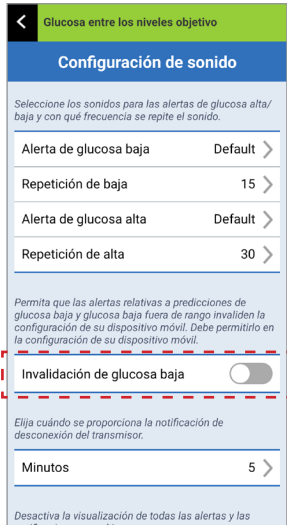 Glucosa entre los niveles objetivo
Configuración de sonido
Seleccione los sonidos para las alertas de glucosa alta/
baja y con qué frecuencia se repite el sonido.
Alerta de glucosa baja Default
Repetición de baja 15
Alerta de glucosa alta Default
Repetición de alta 30
Permita que las alertas relativas a predicciones de
glucosa baja y glucosa baja fuera de rango invaliden la
configuración de su dispositivo móvil. Debe permitirlo en
la configuración de su dispositivo móvil.
Invalidación de glucosa baja
Elija cuándo se proporciona la notificación de
desconexión del transmisor.
Minutos 5
Desactiva la visualización de todas las alertas y las